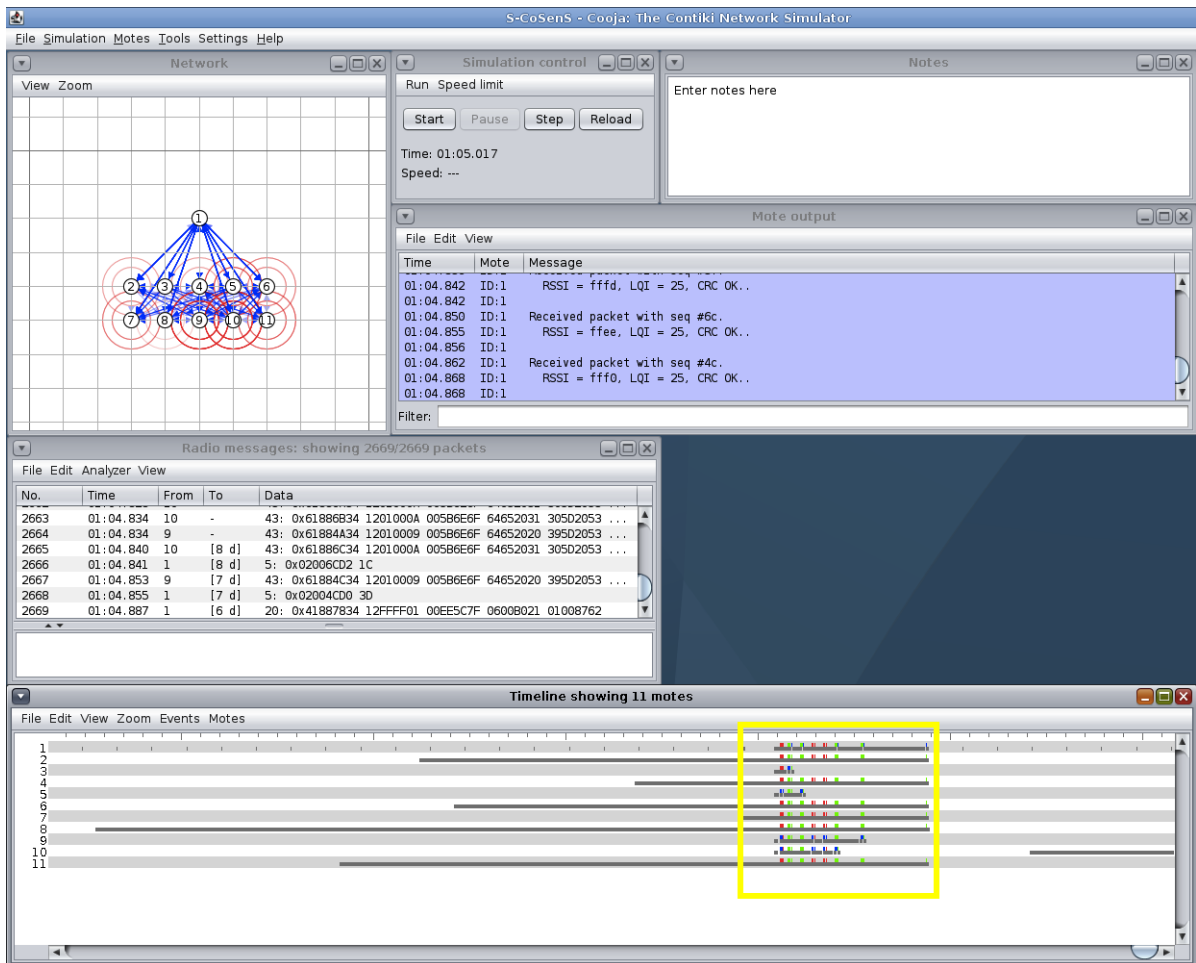 S-CoSenS - Cooja: The Contiki Network Simulator
File Simulation Motes Tools Settings Help
Network
View Zoom
1
2 3 4 5 6
7 8 9 10 11
Simulation control
Run Speed limit
Start Pause Step Reload
Time: 01:05.017
Speed: ---
Notes
Enter notes here
Mote output
File Edit View
Time Mote Message
01:04.842 ID:1 RSSI = fffd, LQI = 25, CRC OK..
01:04.842 ID:1
01:04.850 ID:1 Received packet with seq #6c.
01:04.855 ID:1 RSSI = ffee, LQI = 25, CRC OK..
01:04.856 ID:1
01:04.862 ID:1 Received packet with seq #4c.
01:04.868 ID:1 RSSI = fff0, LQI = 25, CRC OK..
01:04.868 ID:1
Filter:
Radio messages: showing 2669/2669 packets
File Edit Analyzer View
No. Time From To Data
2663 01:04.834 10 - 43: 0x61886B34 1201000A 005B6E6F 64652031 305D2053 ...
2664 01:04.834 9 - 43: 0x61884A34 12010009 005B6E6F 64652020 395D2053 ...
2665 01:04.840 10 [8 d] 43: 0x61886C34 1201000A 005B6E6F 64652031 305D2053 ...
2666 01:04.841 1 [8 d] 5: 0x02006CD2 1C
2667 01:04.853 9 [7 d] 43: 0x61884C34 12010009 005B6E6F 64652020 395D2053 ...
2668 01:04.855 1 [7 d] 5: 0x02004CD0 3D
2669 01:04.887 1 [6 d] 20: 0x41887834 12FFFF01 00EE5C7F 0600B021 01008762
Timeline showing 11 motes
File Edit View Zoom Events Motes
1
2
3
4
5
6
7
8
9
10
11